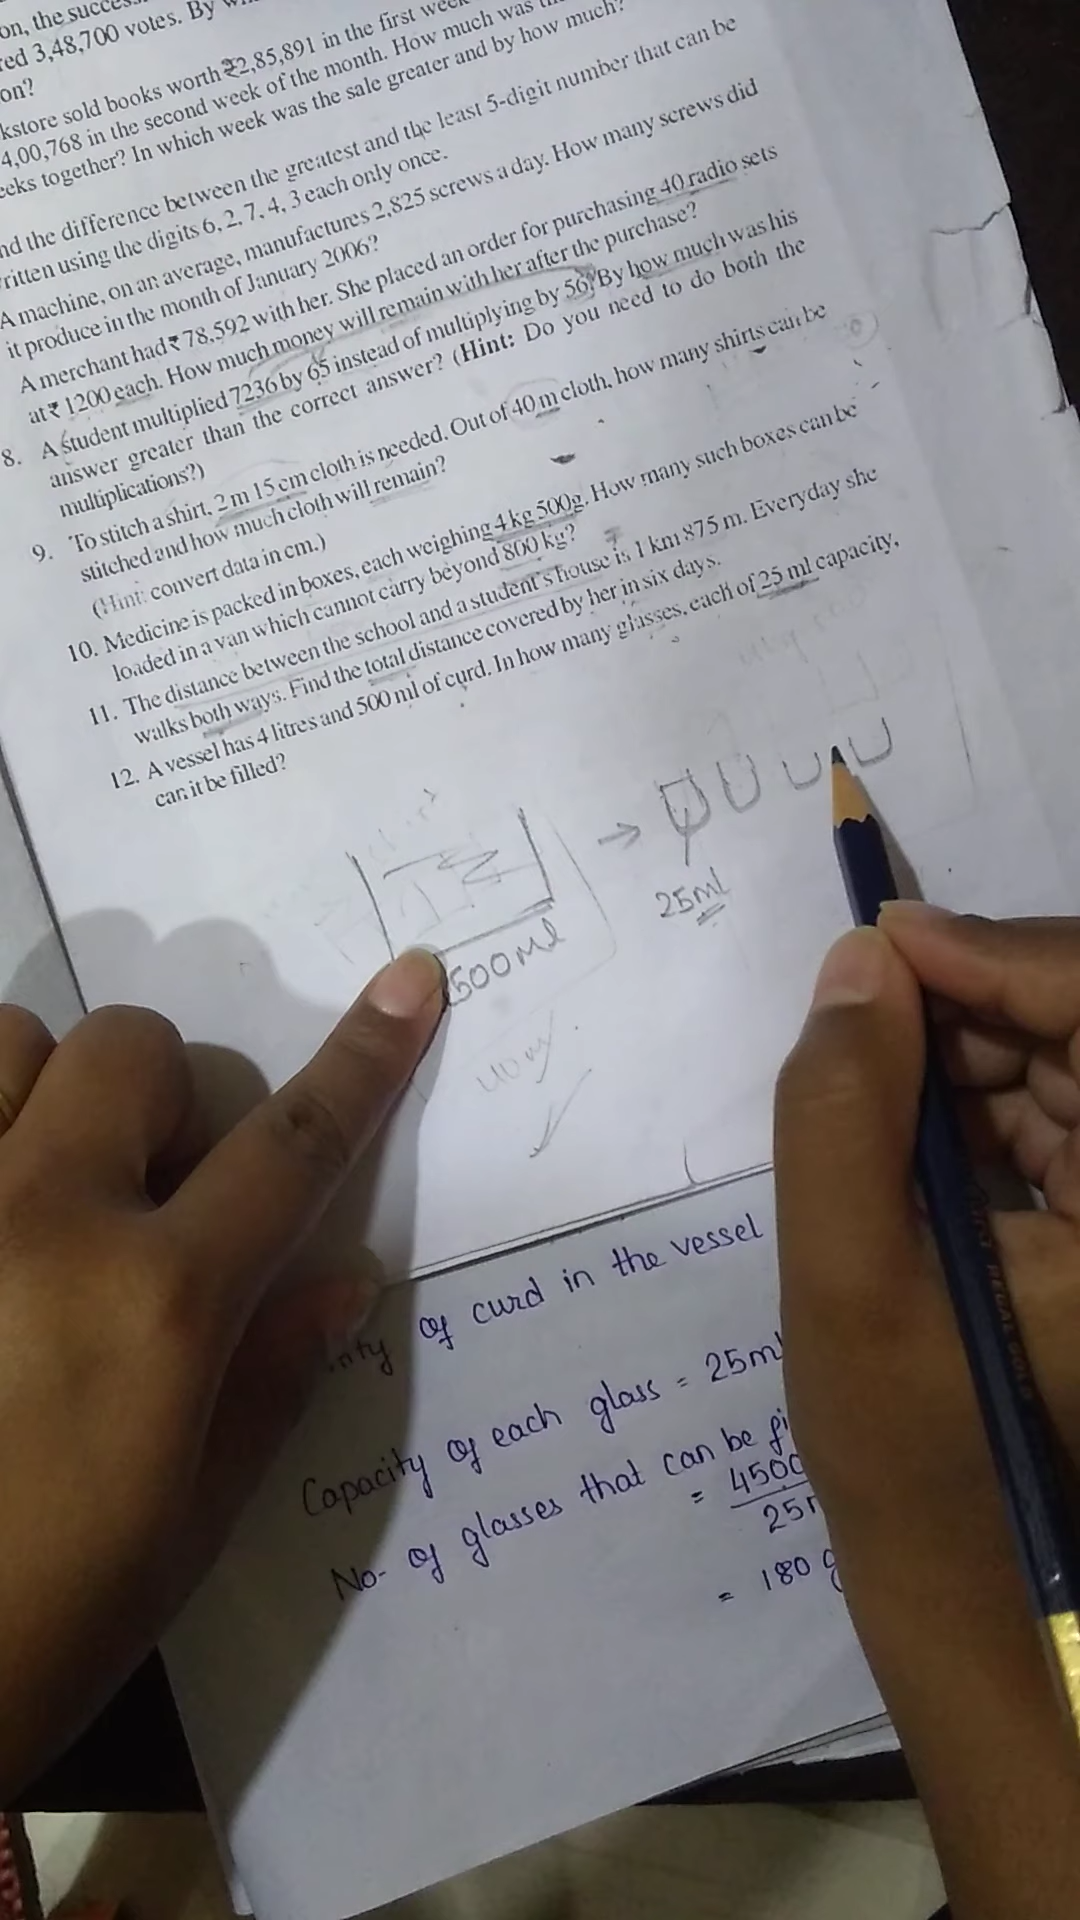 on, the success
red 3,48,700 votes. By
on?
kstore sold books worth ₹2,85,891 in the first week
4,00,768 in the second week of the month. How much was
eeks together? In which week was the sale greater and by how much?
nd the difference between the greatest and the least 5-digit number that can be
ritten using the digits 6, 2, 7, 4, 3 each only once.
A machine, on an average, manufactures 2,825 screws a day. How many screws did
it produce in the month of January 2006?
A merchant had ₹ 78,592 with her. She placed an order for purchasing 40 radio sets
at ₹ 1200 each. How much money will remain with her after the purchase?
8. A student multiplied 7236 by 65 instead of multiplying by 56. By how much was his
answer greater than the correct answer? (Hint: Do you need to do both the
multiplications?)
9. To stitch a shirt, 2 m 15 cm cloth is needed. Out of 40 m cloth, how many shirts can be
stitched and how much cloth will remain?
(Hint: convert data in cm.)
10. Medicine is packed in boxes, each weighing 4 kg 500g. How many such boxes can be
loaded in a van which cannot carry beyond 800 kg?
11. The distance between the school and a student's house is 1 km 875 m. Everyday she
walks both ways. Find the total distance covered by her in six days.
12. A vessel has 4 litres and 500 ml of curd. In how many glasses, each of 25 ml capacity,
can it be filled?
25ml
500ml
40m
of curd in the vessel
Capacity of each glass = 25ml
No- of glasses that can be fi
= 4500
25
= 180 g